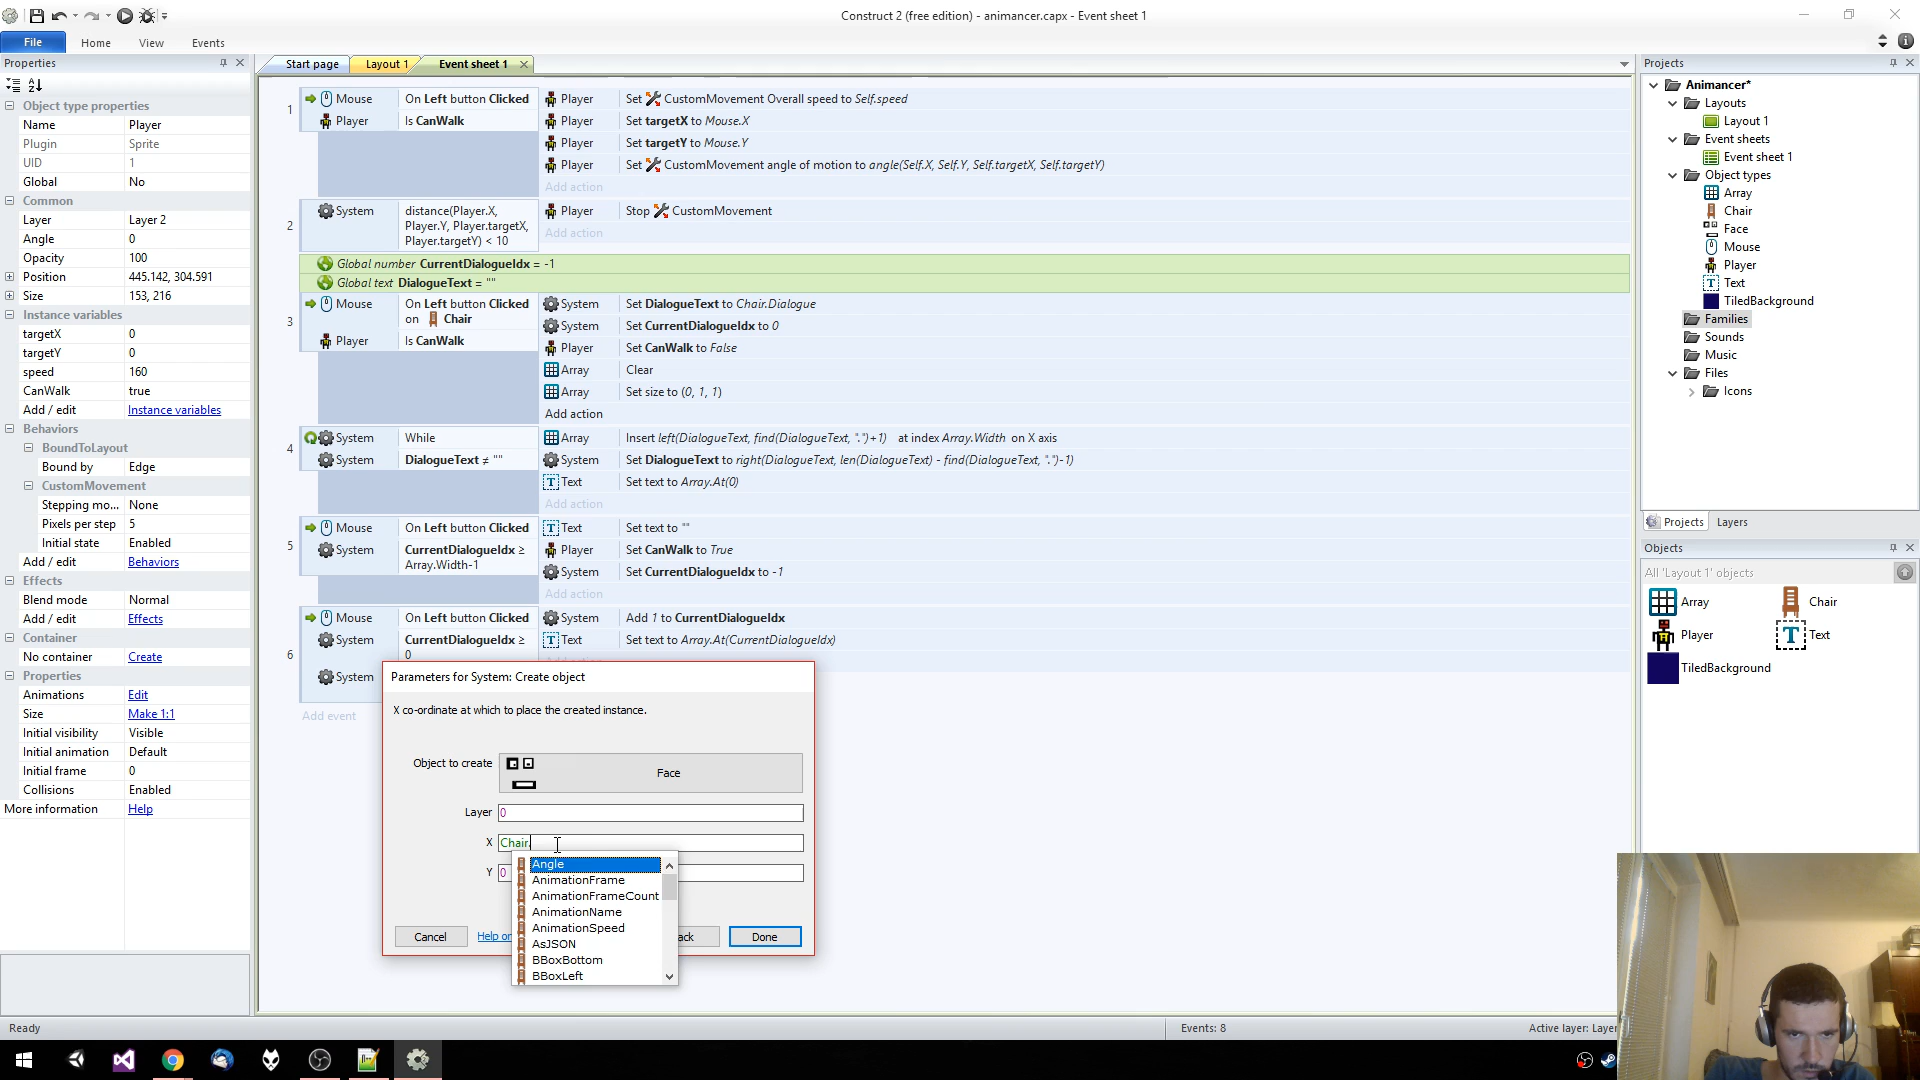 Construct 2 (free edition) - animancer.capx - Event sheet 1
File
Home
View
Events
Properties
Object type properties
Name Player
Plugin Sprite
UID 1
Global No
Common
Layer Layer 2
Angle 0
Opacity 100
Position 445.142, 304.591
Size 153, 216
Instance variables
targetX 0
targetY 0
speed 160
CanWalk true
Add / edit Instance variables
Behaviors
BoundToLayout
Bound by Edge
CustomMovement
Stepping mo... None
Pixels per step 5
Initial state Enabled
Add / edit Behaviors
Effects
Blend mode Normal
Add / edit Effects
Container
No container Create
Properties
Animations Edit
Size Make 1:1
Initial visibility Visible
Initial animation Default
Initial frame 0
Collisions Enabled
More information Help
Start page
Layout 1
Event sheet 1
1
Mouse On Left button Clicked
Player Is CanWalk
Player Set CustomMovement Overall speed to Self.speed
Player Set targetX to Mouse.X
Player Set targetY to Mouse.Y
Player Set CustomMovement angle of motion to angle(Self.X, Self.Y, Self.targetX, Self.targetY)
Add action
2
System distance(Player.X,
Player.Y, Player.targetX,
Player.targetY) < 10
Player Stop CustomMovement
Add action
Global number CurrentDialogueIdx = -1
Global text DialogueText = ""
3
Mouse On Left button Clicked
on Chair
Player Is CanWalk
System Set DialogueText to Chair.Dialogue
System Set CurrentDialogueIdx to 0
Player Set CanWalk to False
Array Clear
Array Set size to (0, 1, 1)
Add action
4
System While
System DialogueText ≠ ""
Array Insert left(DialogueText, find(DialogueText, ".")+1) at index Array.Width on X axis
System Set DialogueText to right(DialogueText, len(DialogueText) - find(DialogueText, ".")-1)
Text Set text to Array.At(0)
Add action
5
Mouse On Left button Clicked
System CurrentDialogueIdx ≥
Array.Width-1
Text Set text to ""
Player Set CanWalk to True
System Set CurrentDialogueIdx to -1
Add action
6
Mouse On Left button Clicked
System CurrentDialogueIdx ≥
0
System
System Add 1 to CurrentDialogueIdx
Text Set text to Array.At(CurrentDialogueIdx)
Add event
Parameters for System: Create object
X co-ordinate at which to place the created instance.
Object to create Face
Layer 0
X Chair.
Y 0
Angle
AnimationFrame
AnimationFrameCount
AnimationName
AnimationSpeed
AsJSON
BBoxBottom
BBoxLeft
Cancel
Help on
ack
Done
Projects
Animancer*
Layouts
Layout 1
Event sheets
Event sheet 1
Object types
Array
Chair
Face
Mouse
Player
Text
TiledBackground
Families
Sounds
Music
Files
Icons
Projects
Layers
Objects
All 'Layout 1' objects
Array
Chair
Player
Text
TiledBackground
Ready
Events: 8
Active layer: Layer